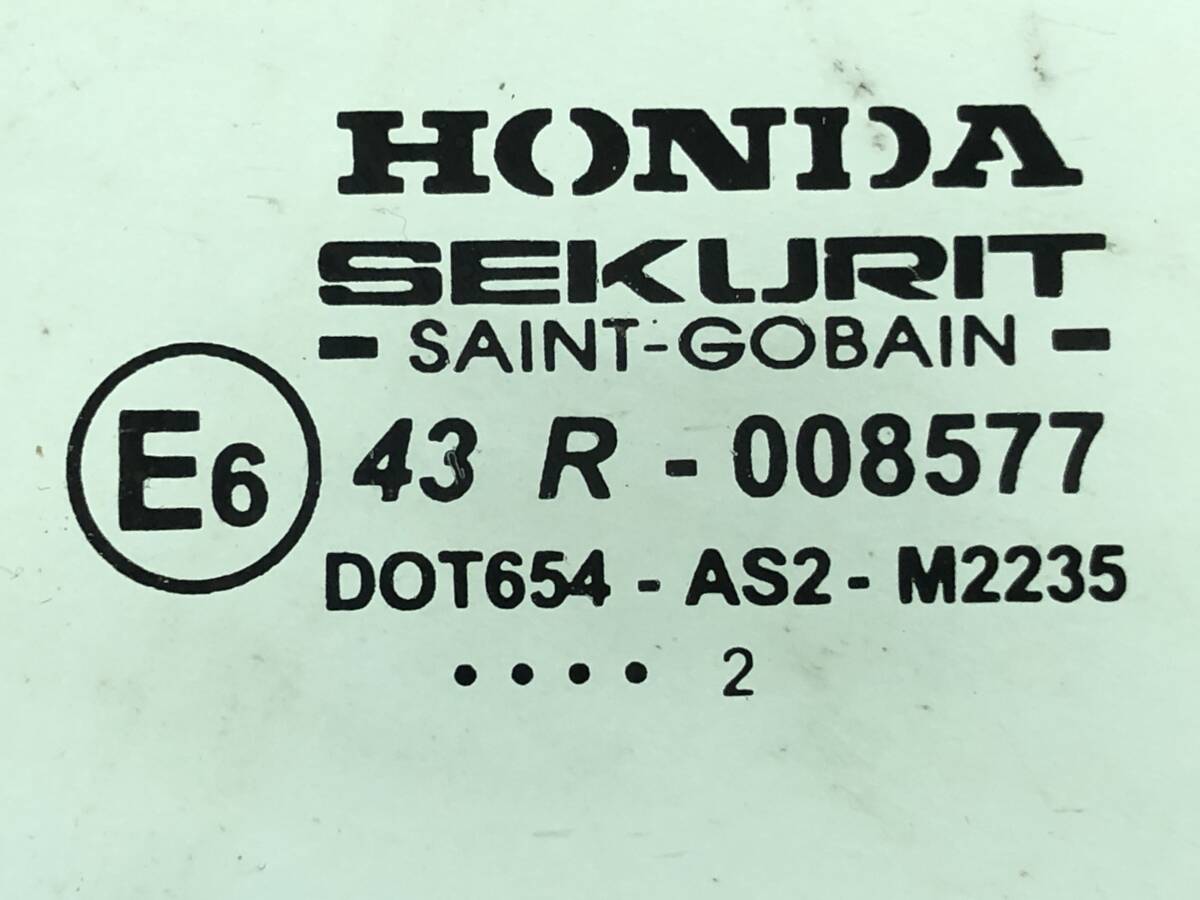 HONDA
SEKURIT
- SAINT-GOBAIN -
E6 43 R - 008577
DOT654 - AS2 - M2235
•••• 2